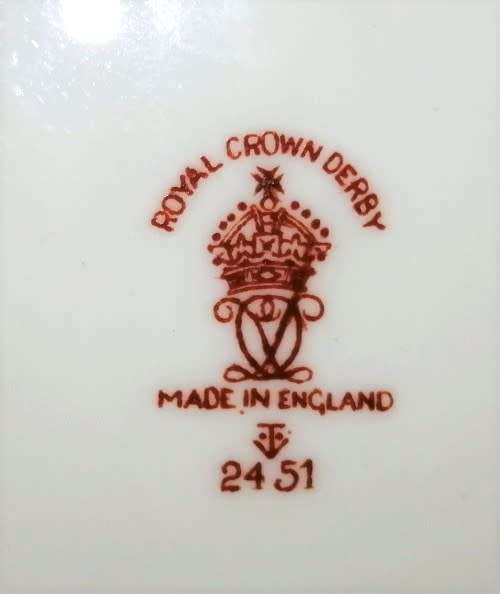 ROYAL CROWN DERBY
MADE IN ENGLAND
2451